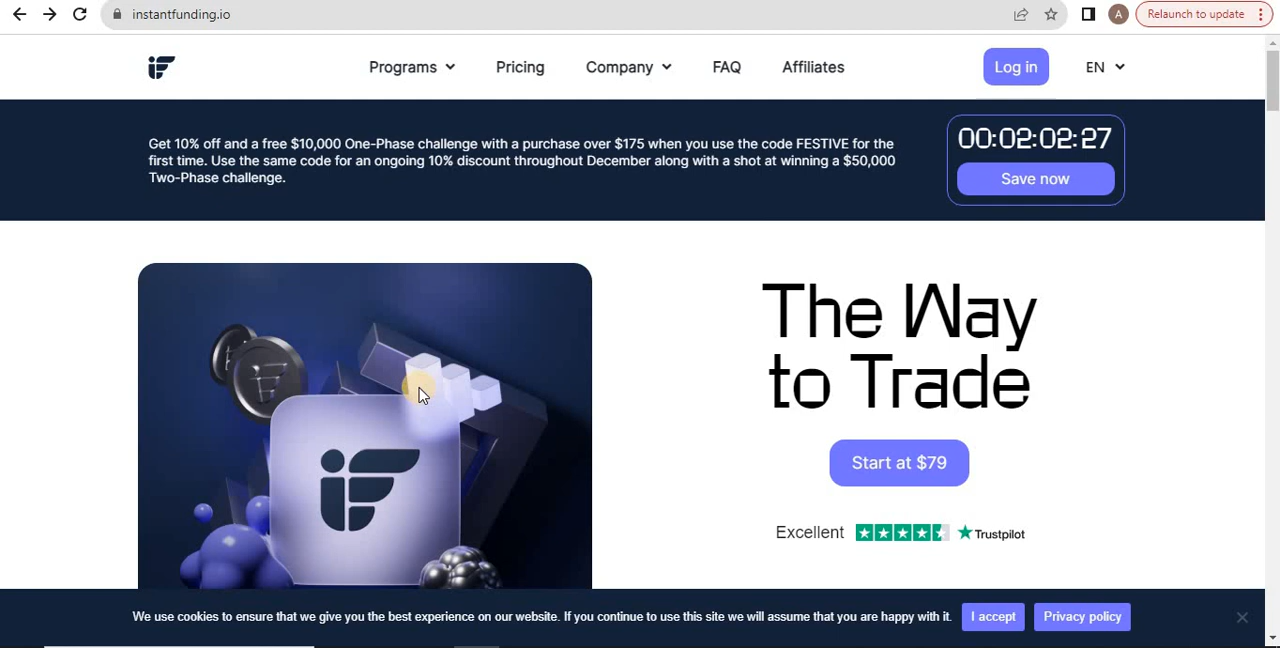 instantfunding.io
A
Relaunch to update
Programs
Pricing
Company
FAQ
Affiliates
Log in
EN
Get 10% off and a free $10,000 One-Phase challenge with a purchase over $175 when you use the code FESTIVE for the
first time. Use the same code for an ongoing 10% discount throughout December along with a shot at winning a $50,000
Two-Phase challenge.
00:02:02:27
Save now
The Way
to Trade
Start at $79
Excellent
Trustpilot
iF
We use cookies to ensure that we give you the best experience on our website. If you continue to use this site we will assume that you are happy with it.
I accept
Privacy policy